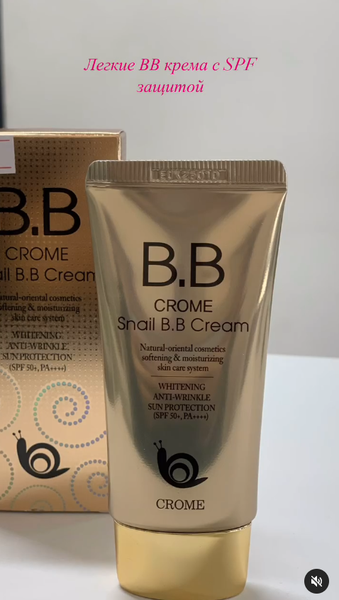 Легкие BB крема с SPF
защитой
B.B
CROME
Snail B.B Cream
Natural-oriental cosmetics
softening & moisturizing
skin care system
WHITENING
ANTI-WRINKLE
SUN PROTECTION
(SPF 50+, PA++++)
CROME
B.B
CROME
ail B.B Cream
Natural-oriental cosmetics
softening & moisturizing
skin care system
WHITENING
ANTI-WRINKLE
SUN PROTECTION
(SPF 50+, PA++++)